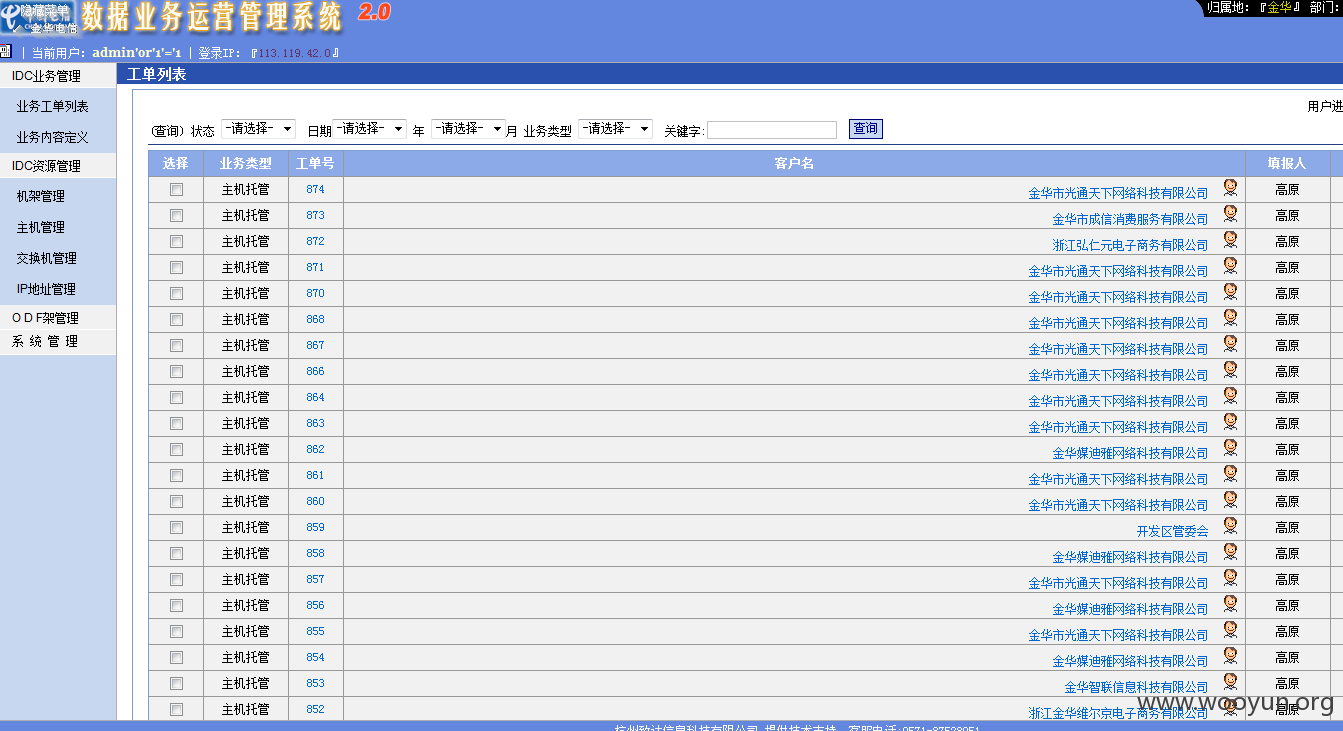 隐藏菜单
金华电信
数据业务运营管理系统 2.0
归属地: 『金华』 部门:
当前用户: admin'or'1'='1 | 登录IP: 『113.119.42.0』
IDC业务管理
业务工单列表
业务内容定义
IDC资源管理
机架管理
主机管理
交换机管理
IP地址管理
O D F架管理
系 统 管 理
工单列表
用户进
(查询) 状态 -请选择- 日期 -请选择- 年 -请选择- 月 业务类型 -请选择- 关键字: 查询
选择 业务类型 工单号 客户名 填报人
主机托管 874 金华市光通天下网络科技有限公司 高原
主机托管 873 金华市成信消费服务有限公司 高原
主机托管 872 浙江弘仁元电子商务有限公司 高原
主机托管 871 金华市光通天下网络科技有限公司 高原
主机托管 870 金华市光通天下网络科技有限公司 高原
主机托管 868 金华市光通天下网络科技有限公司 高原
主机托管 867 金华市光通天下网络科技有限公司 高原
主机托管 866 金华市光通天下网络科技有限公司 高原
主机托管 864 金华市光通天下网络科技有限公司 高原
主机托管 863 金华市光通天下网络科技有限公司 高原
主机托管 862 金华媒迪雅网络科技有限公司 高原
主机托管 861 金华市光通天下网络科技有限公司 高原
主机托管 860 金华市光通天下网络科技有限公司 高原
主机托管 859 开发区管委会 高原
主机托管 858 金华媒迪雅网络科技有限公司 高原
主机托管 857 金华市光通天下网络科技有限公司 高原
主机托管 856 金华媒迪雅网络科技有限公司 高原
主机托管 855 金华市光通天下网络科技有限公司 高原
主机托管 854 金华媒迪雅网络科技有限公司 高原
主机托管 853 金华智联信息科技有限公司 高原
主机托管 852 浙江金华维尔京电子商务有限公司 高原
www.wooyun.org